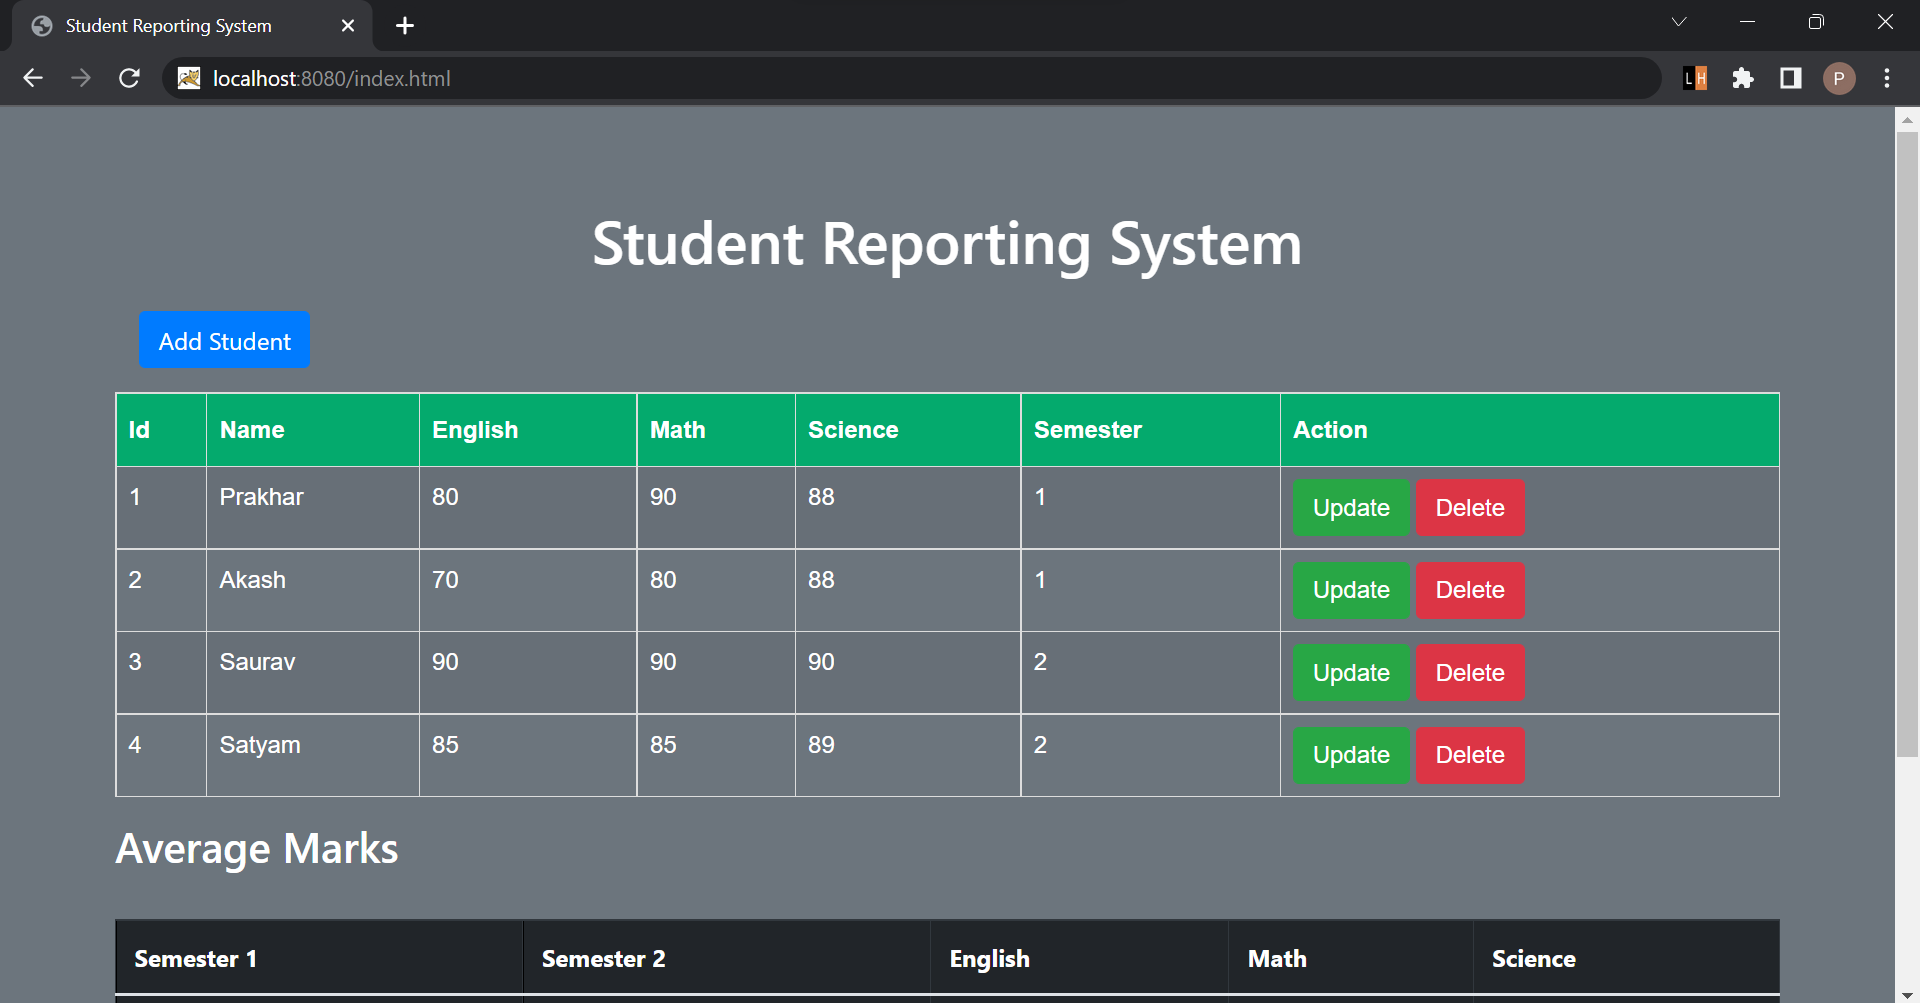 Student Reporting System
localhost:8080/index.html
LH
P
Student Reporting System
Add Student
Id Name English Math Science Semester Action
1 Prakhar 80 90 88 1 Update Delete
2 Akash 70 80 88 1 Update Delete
3 Saurav 90 90 90 2 Update Delete
4 Satyam 85 85 89 2 Update Delete
Average Marks
Semester 1 Semester 2 English Math Science